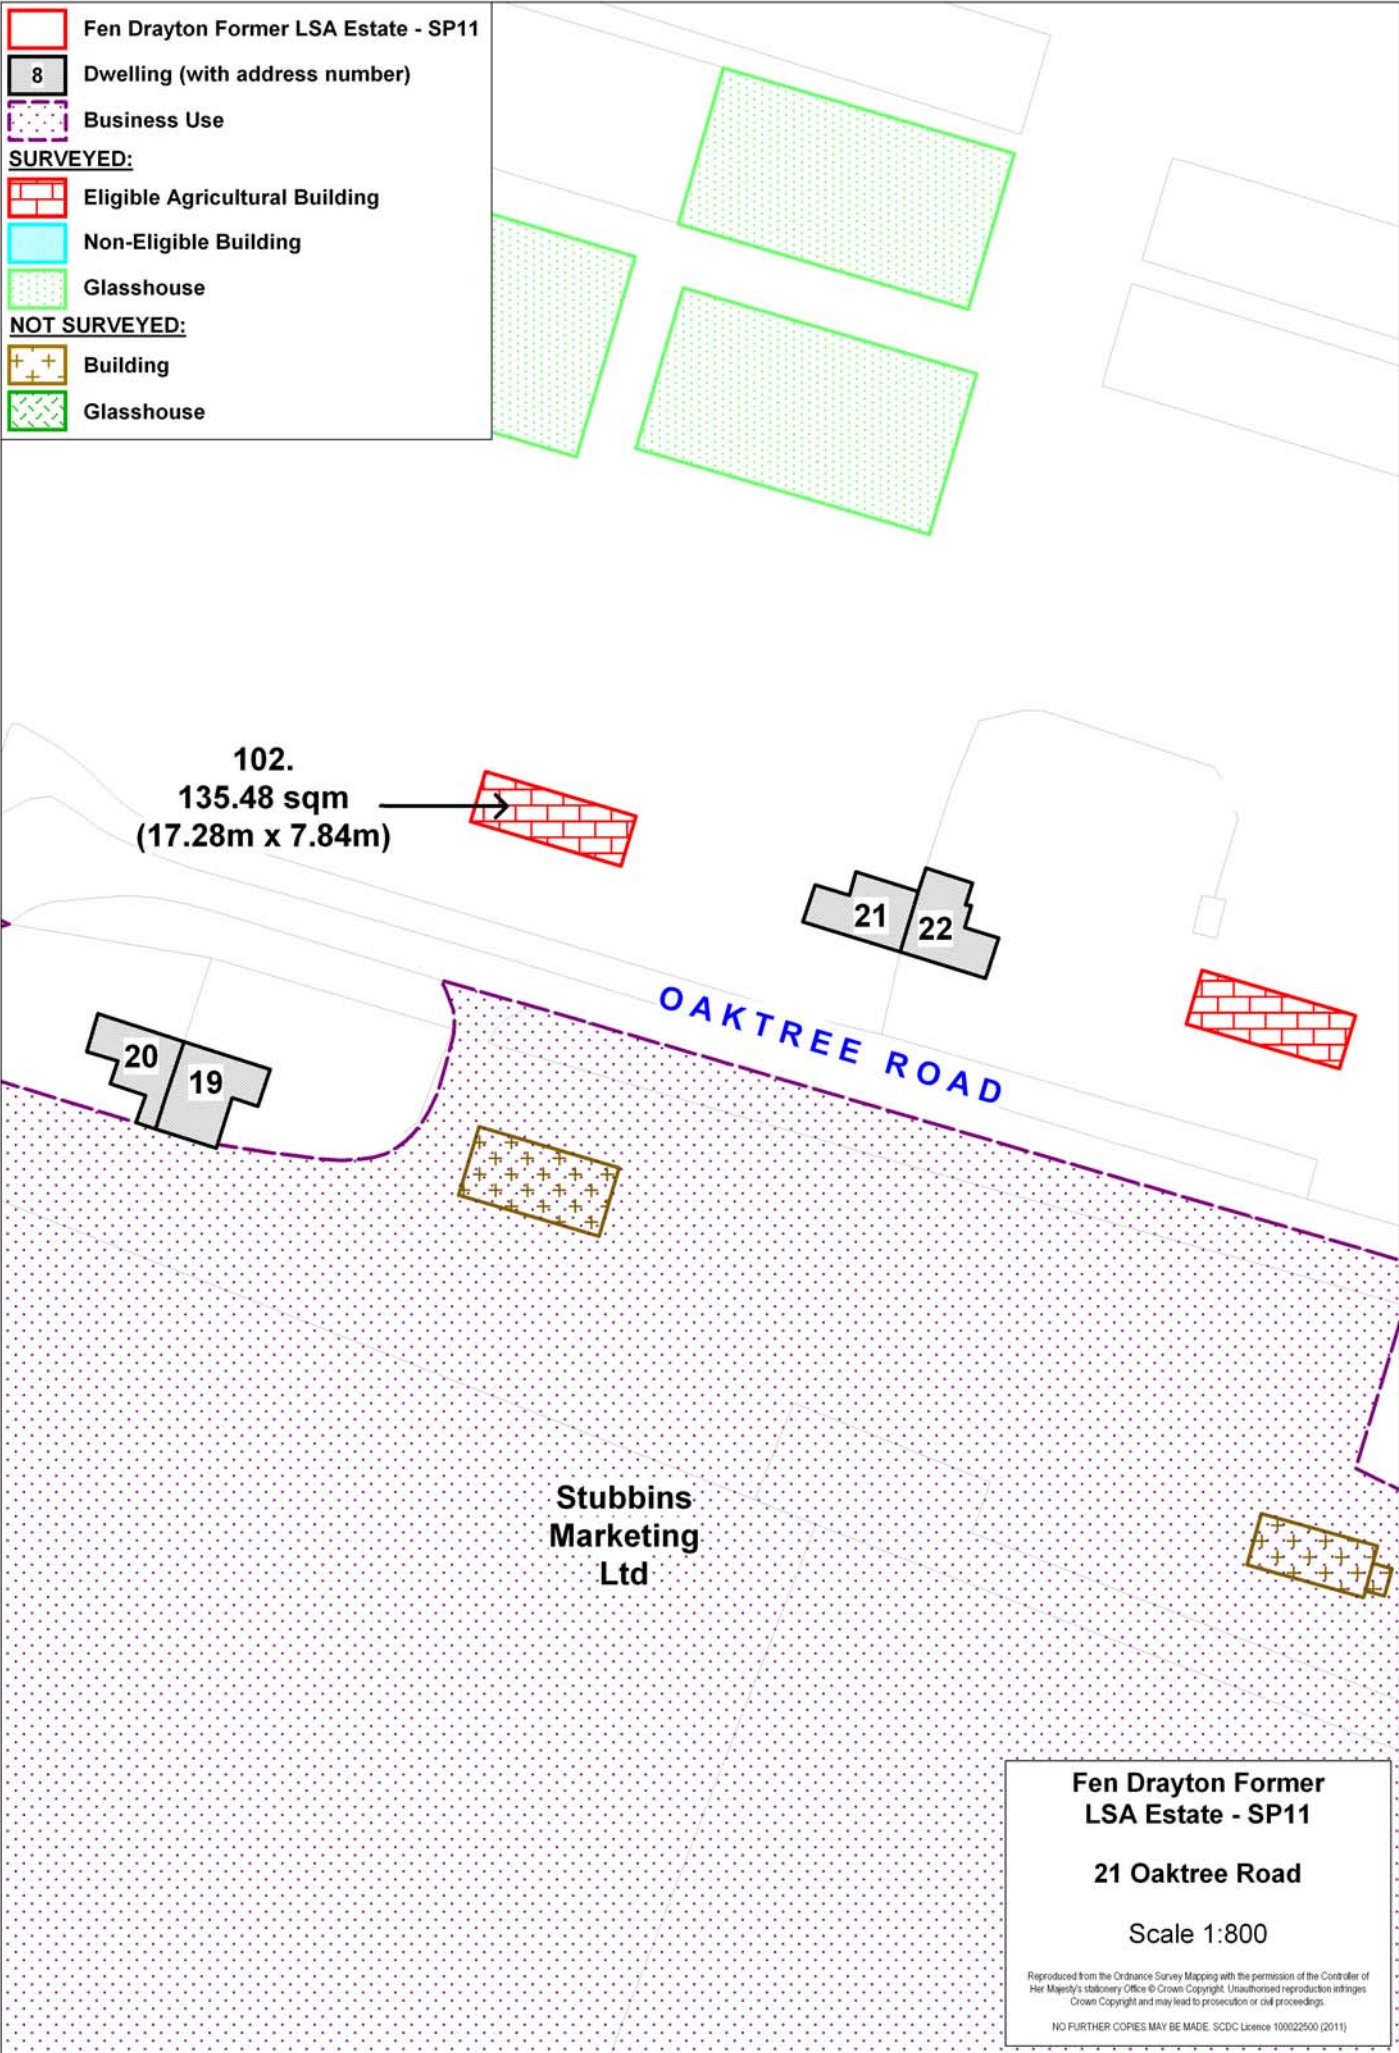 Fen Drayton Former LSA Estate - SP11
8 Dwelling (with address number)
Business Use
SURVEYED:
Eligible Agricultural Building
Non-Eligible Building
Glasshouse
NOT SURVEYED:
Building
Glasshouse
102.
135.48 sqm
(17.28m x 7.84m)
21
22
OAKTREE ROAD
20
19
Stubbins
Marketing
Ltd
Fen Drayton Former
LSA Estate - SP11
21 Oaktree Road
Scale 1:800
Reproduced from the Ordnance Survey Mapping with the permission of the Controller of
Her Majesty's stationery Office © Crown Copyright. Unauthorised reproduction infringes
Crown Copyright and may lead to prosecution or civil proceedings.
NO FURTHER COPIES MAY BE MADE. SCDC Licence 100022500 (2011)